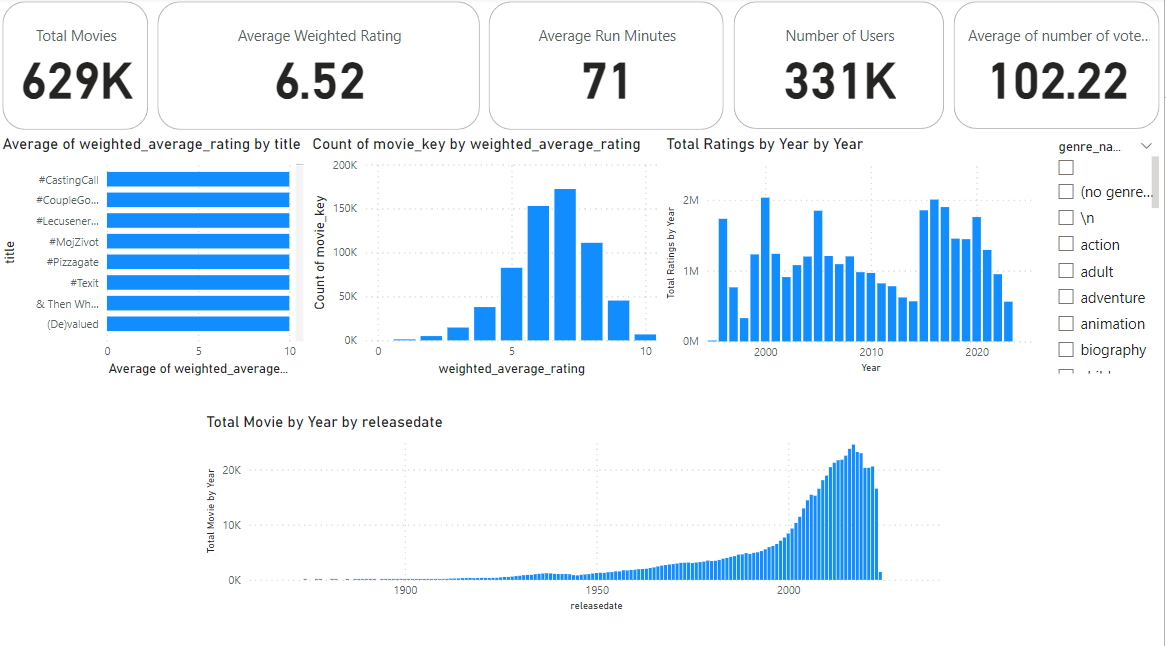 Total Movies
629K
Average Weighted Rating
6.52
Average Run Minutes
71
Number of Users
331K
Average of number of vote...
102.22
Average of weighted_average_rating by title
title
#CastingCall
#CoupleGo...
#Lecusener...
#MojZivot
#Pizzagate
#Texit
& Then Wh...
(De)valued
0
5
10
Average of weighted_average...
Count of movie_key by weighted_average_rating
Count of movie_key
200K
150K
100K
50K
0K
0
5
10
weighted_average_rating
Total Ratings by Year by Year
Total Ratings by Year
2M
1M
0M
2000
2010
2020
Year
genre_na...
(no genre...
\n
action
adult
adventure
animation
biography
Total Movie by Year by releasedate
Total Movie by Year
20K
10K
0K
1900
1950
2000
releasedate